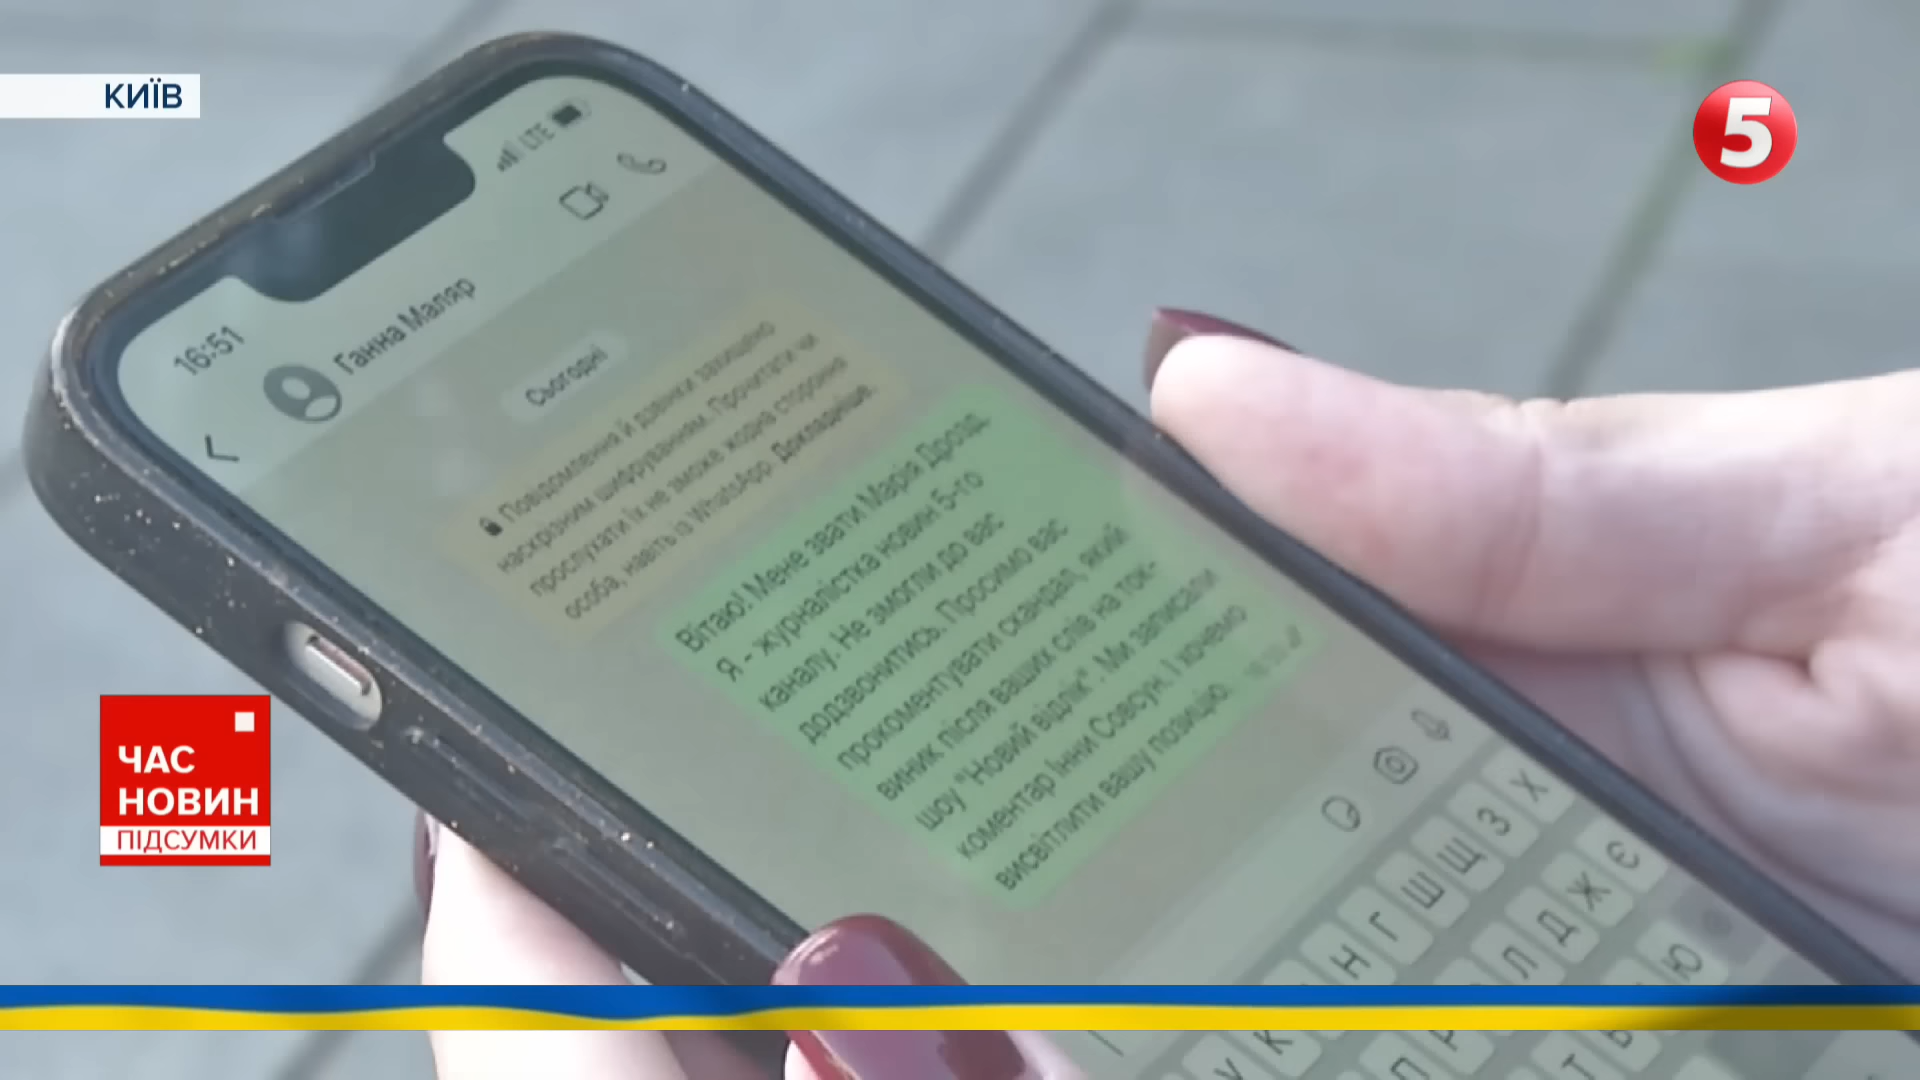 КИЇВ
5
LTE
16:51
Ганна Маляр
Сьогодні
Повідомлення й дзвінки захищено
наскрізним шифруванням. Прочитати чи
прослухати їх не зможе жодна стороння
особа, навіть із WhatsApp. Докладніше.
Вітаю! Мене звати Марія Дрозд.
Я - журналістка новин 5-го
каналу. Не змогли до вас
додзвонитись. Просимо вас
прокоментувати скандал, який
виник після ваших слів на ток-
шоу "Новий відлік". Ми записали
коментар Інни Совсун. І хочемо
висвітлити вашу позицію.
У К Н Г Ш Щ З Х
П Р Л Д Ж Є
Т Ь Ю
ЧАС
НОВИН
ПІДСУМКИ